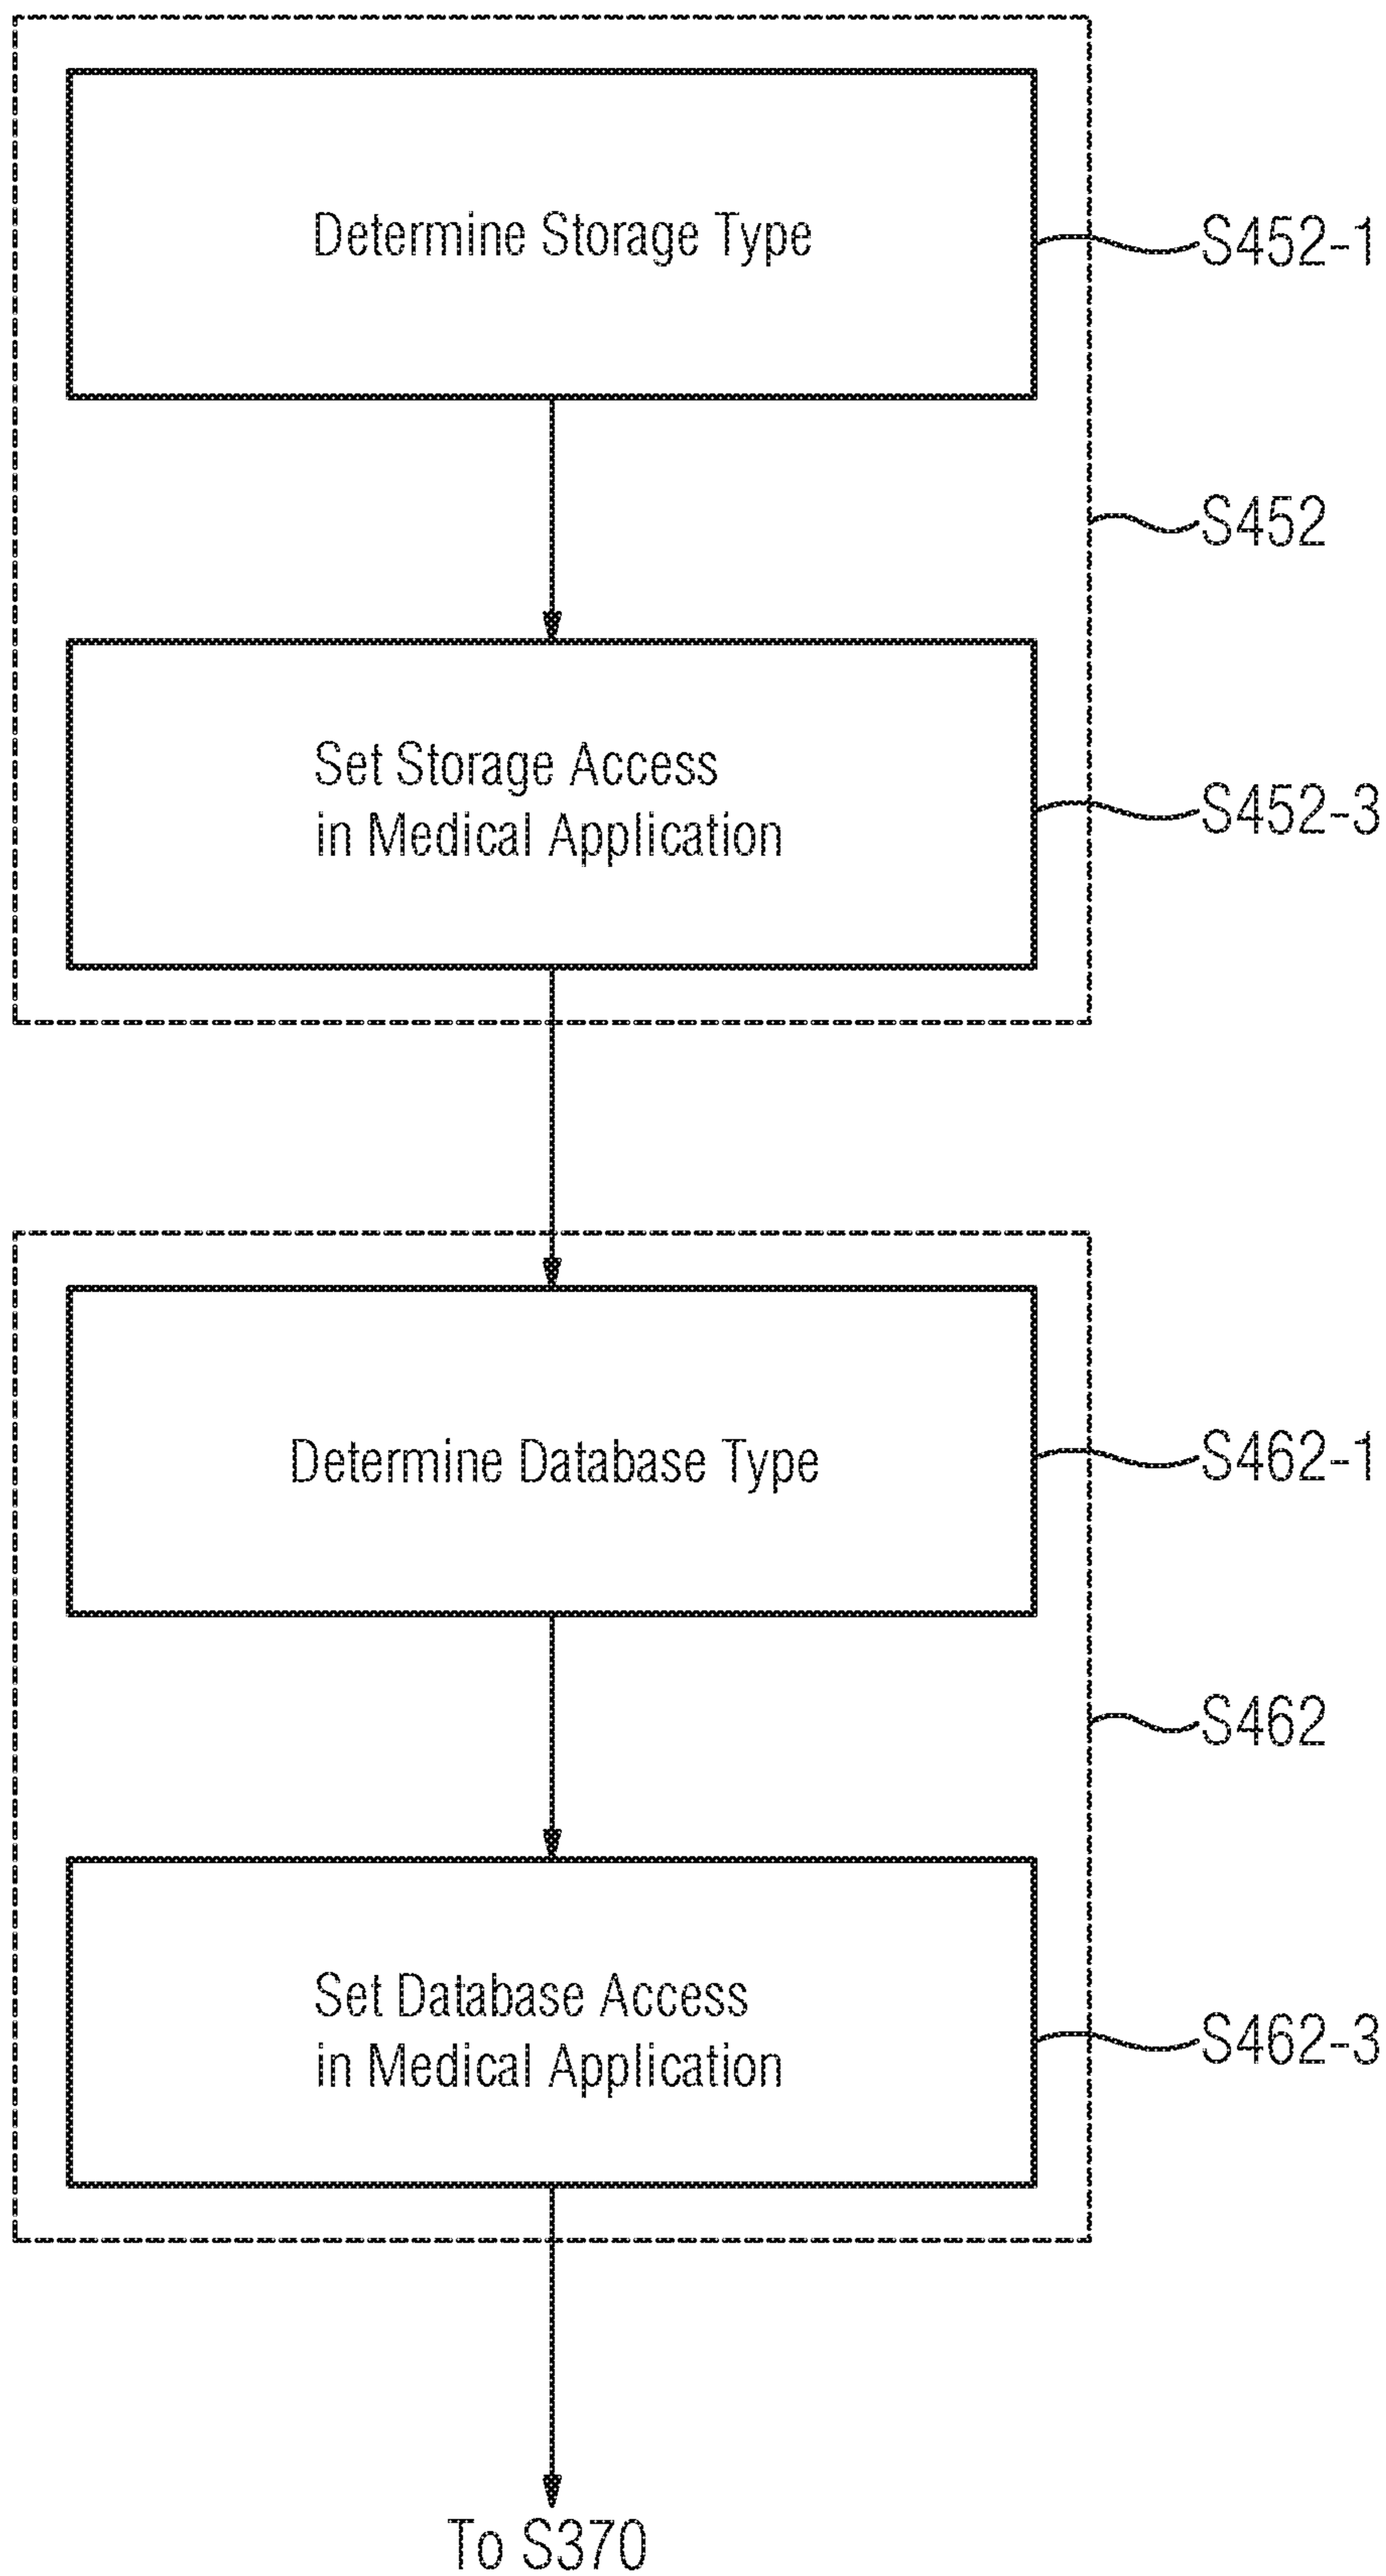 Determine Storage Type
S452-1
S452
Set Storage Access
in Medical Application
S452-3
Determine Database Type
S462-1
S462
Set Database Access
in Medical Application
S462-3
To S370